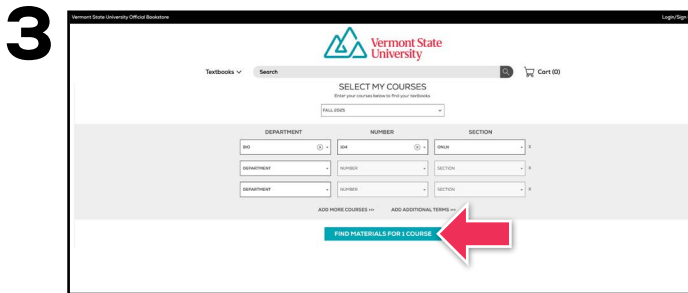 3
Vermont State University Official Bookstore
Login/Sign
Vermont State
University
Textbooks
Search
Cart (0)
SELECT MY COURSES
Enter your courses below to find your textbooks
FALL 2025
DEPARTMENT NUMBER SECTION
BIO 104 ONLN X
DEPARTMENT NUMBER SECTION X
DEPARTMENT NUMBER SECTION X
ADD MORE COURSES >>> ADD ADDITIONAL TERMS >>>
FIND MATERIALS FOR 1 COURSE